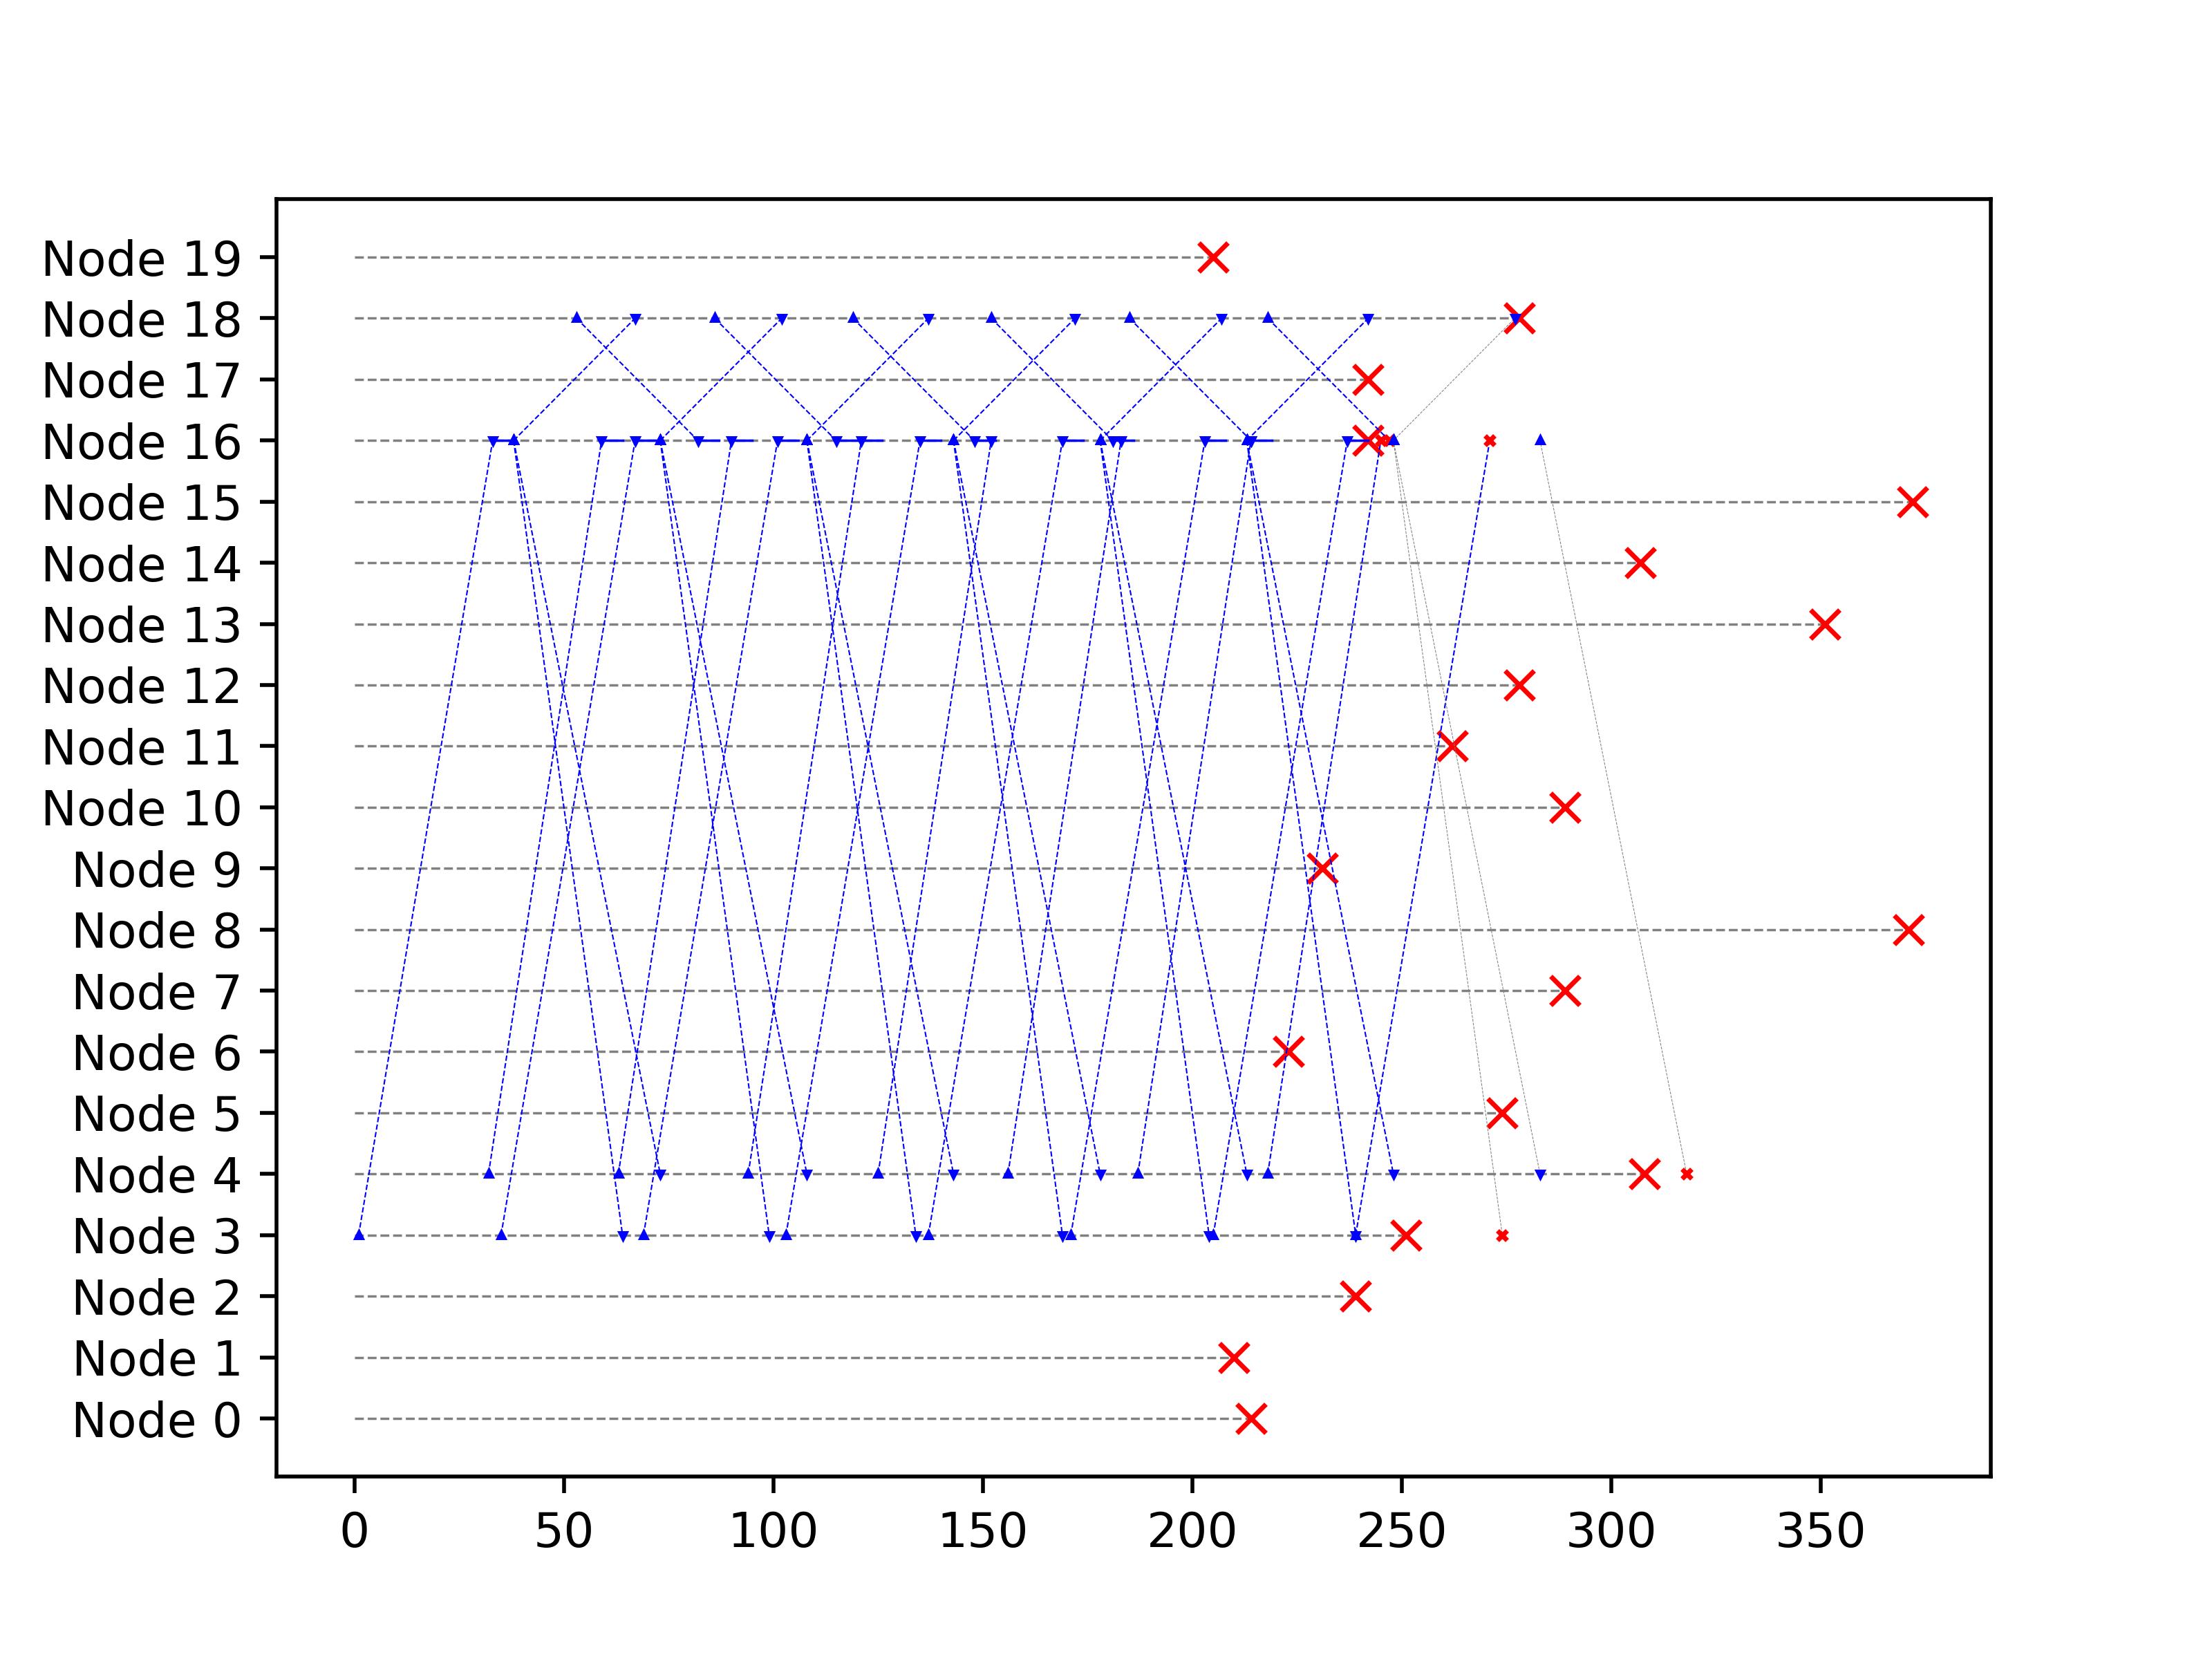 Node 19
Node 18
Node 17
Node 16
Node 15
Node 14
Node 13
Node 12
Node 11
Node 10
Node 9
Node 8
Node 7
Node 6
Node 5
Node 4
Node 3
Node 2
Node 1
Node 0
0 50 100 150 200 250 300 350